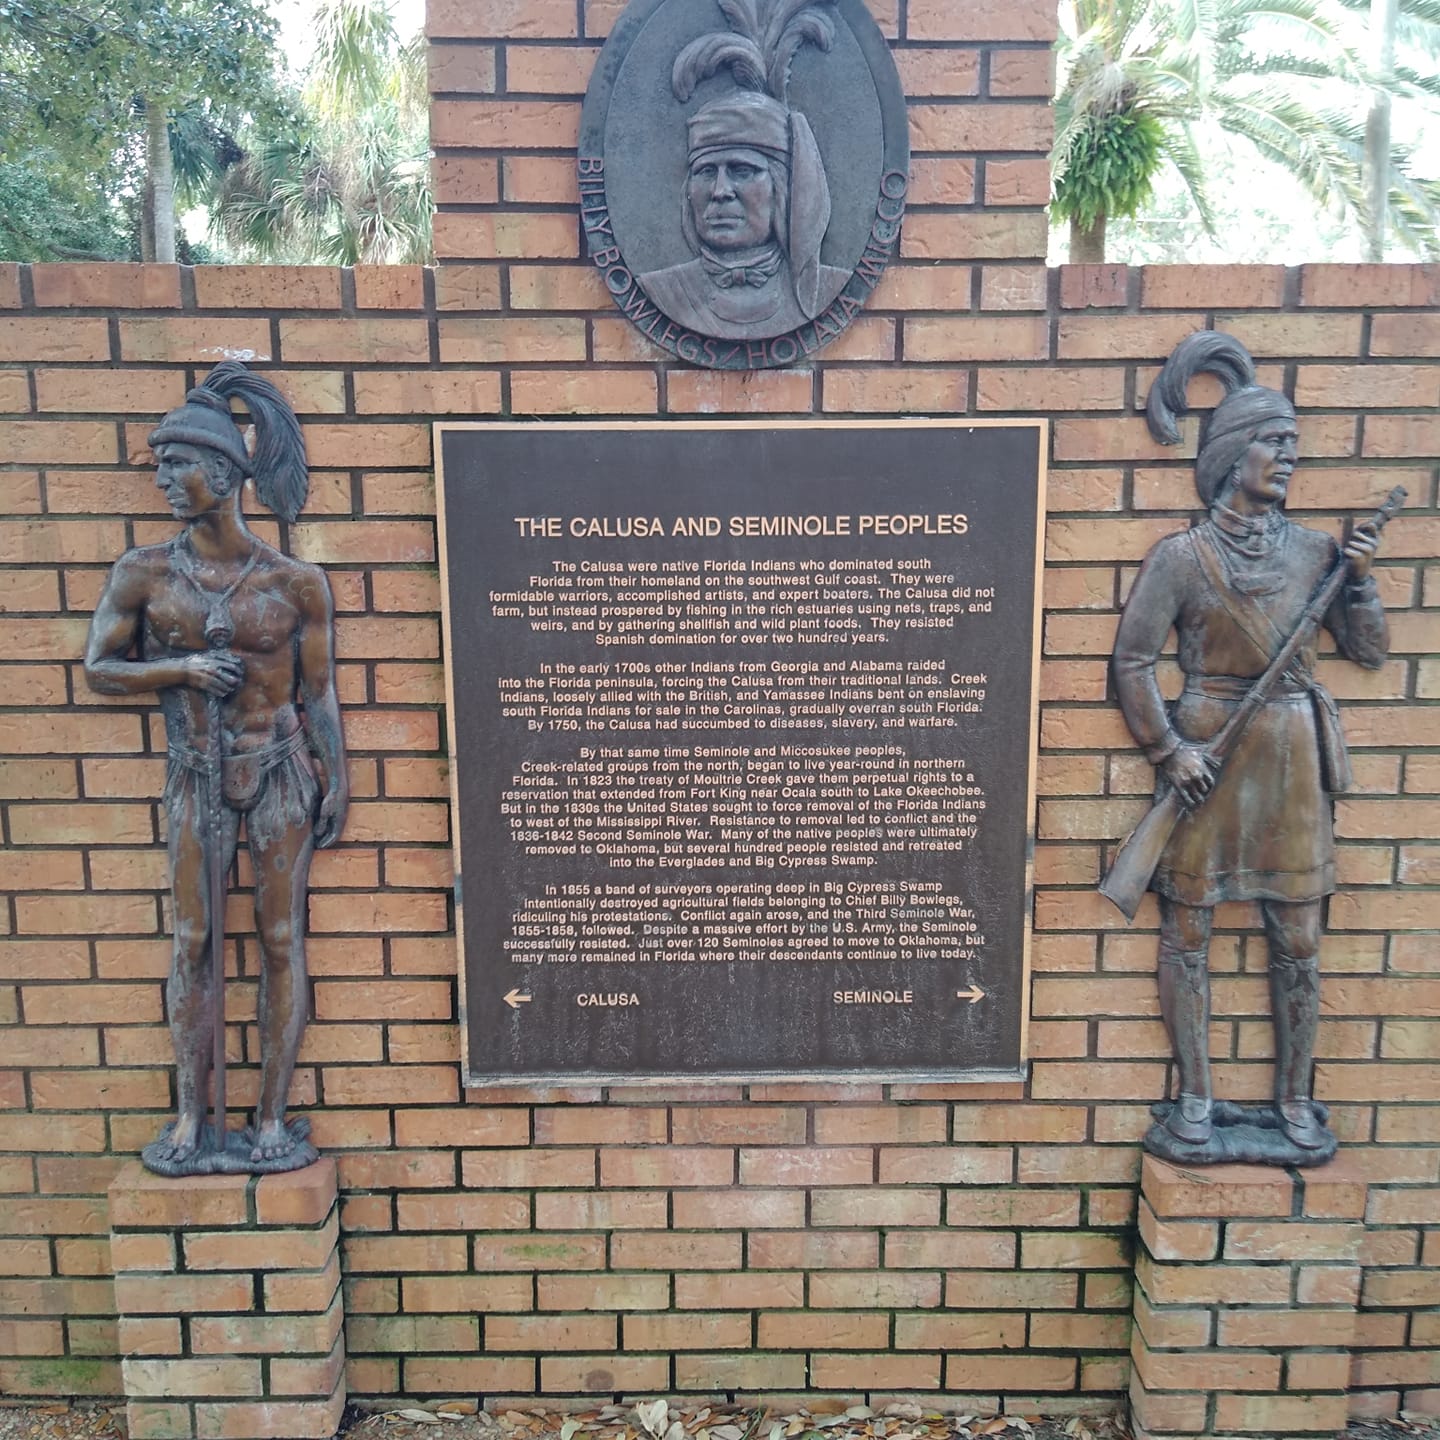 BILLY BOWLEGS/HOLATA MICCO
THE CALUSA AND SEMINOLE PEOPLES
The Calusa were native Florida Indians who dominated south
Florida from their homeland on the southwest Gulf coast. They were
formidable warriors, accomplished artists, and expert boaters. The Calusa did not
farm, but instead prospered by fishing in the rich estuaries using nets, traps, and
weirs, and by gathering shellfish and wild plant foods. They resisted
Spanish domination for over two hundred years.
In the early 1700s other Indians from Georgia and Alabama raided
into the Florida peninsula, forcing the Calusa from their traditional lands. Creek
Indians, loosely allied with the British, and Yamassee Indians bent on enslaving
south Florida Indians for sale in the Carolinas, gradually overran south Florida.
By 1750, the Calusa had succumbed to diseases, slavery, and warfare.
By that same time Seminole and Miccosukee peoples,
Creek-related groups from the north, began to live year-round in northern
Florida. In 1823 the treaty of Moultrie Creek gave them perpetual rights to a
reservation that extended from Fort King near Ocala south to Lake Okeechobee.
But in the 1830s the United States sought to force removal of the Florida Indians
to west of the Mississippi River. Resistance to removal led to conflict and the
1836-1842 Second Seminole War. Many of the native peoples were ultimately
removed to Oklahoma, but several hundred people resisted and retreated
into the Everglades and Big Cypress Swamp.
In 1855 a band of surveyors operating deep in Big Cypress Swamp
intentionally destroyed agricultural fields belonging to Chief Billy Bowlegs,
ridiculing his protestations. Conflict again arose, and the Third Seminole War,
1855-1858, followed. Despite a massive effort by the U.S. Army, the Seminole
successfully resisted. Just over 120 Seminoles agreed to move to Oklahoma, but
many more remained in Florida where their descendants continue to live today.
← CALUSA SEMINOLE →